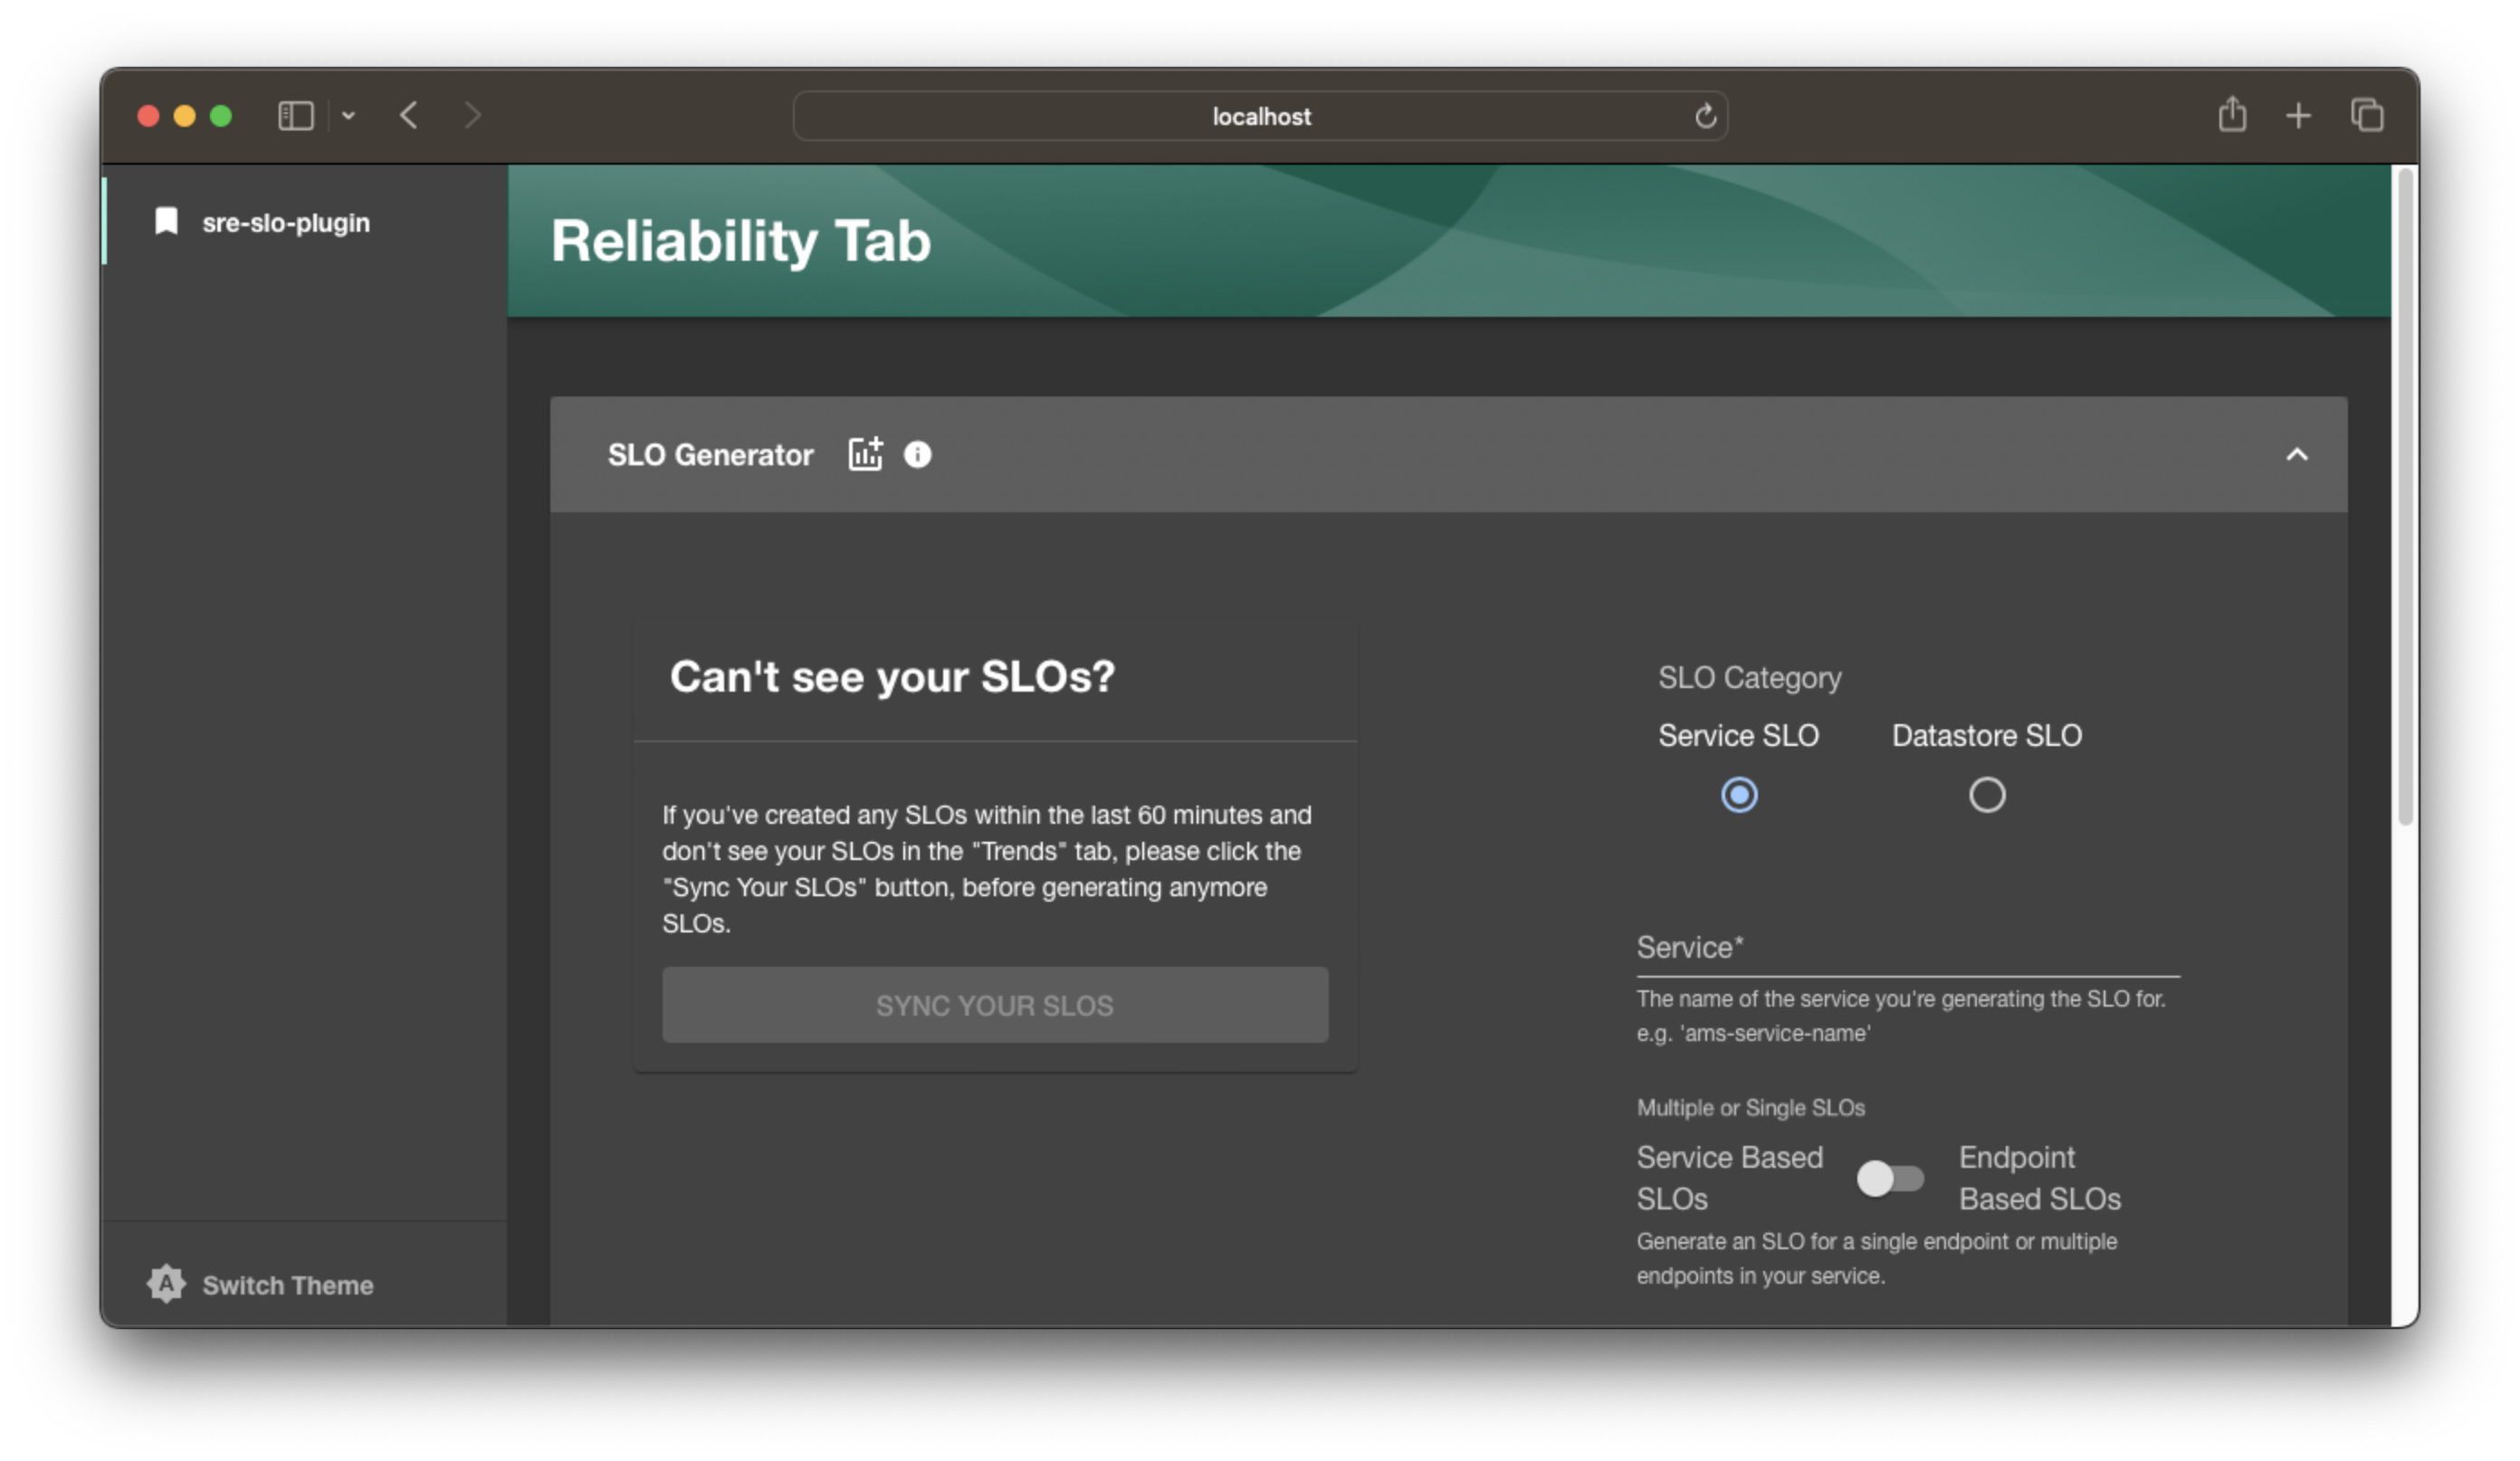 localhost
sre-slo-plugin
Reliability Tab
SLO Generator
Can't see your SLOs?
If you've created any SLOs within the last 60 minutes and
don't see your SLOs in the "Trends" tab, please click the
"Sync Your SLOs" button, before generating anymore
SLOs.
SYNC YOUR SLOS
SLO Category
Service SLO
Datastore SLO
Service*
The name of the service you're generating the SLO for.
e.g. 'ams-service-name'
Multiple or Single SLOs
Service Based
SLOs
Endpoint
Based SLOs
Generate an SLO for a single endpoint or multiple
endpoints in your service.
A
Switch Theme